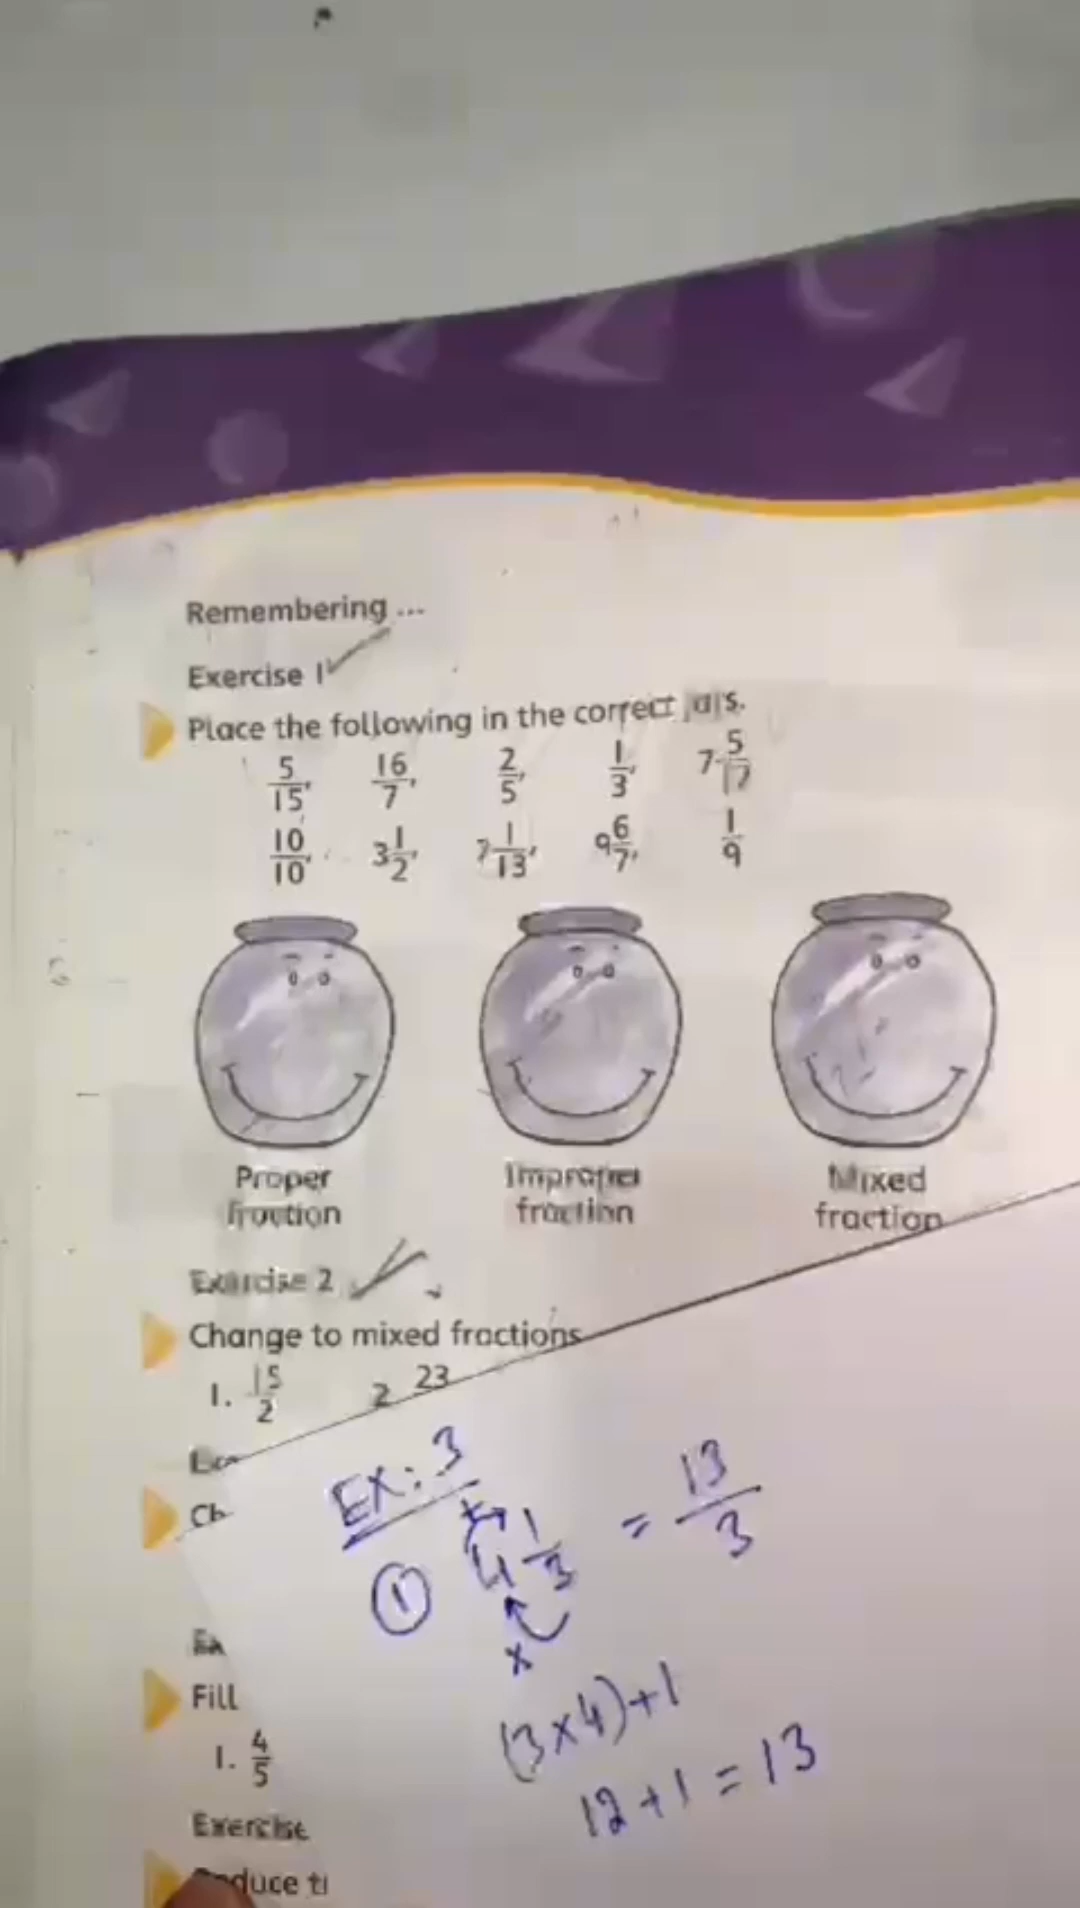 Remembering ...
Exercise 1
Place the following in the correct jars.
5/15, 16/7, 2/5, 1/3, 7 5/17
10/10, 3 1/2, 7 1/13, 9 6/7, 1/9
Proper fraction
Improper fraction
Mixed fraction
Exercise 2
Change to mixed fractions
1. 15/2 2 23
EX: 3
① 4 1/3 = 13/3
+
x
(3x4)+1
12+1=13
Fill
1. 4/5
Exercise